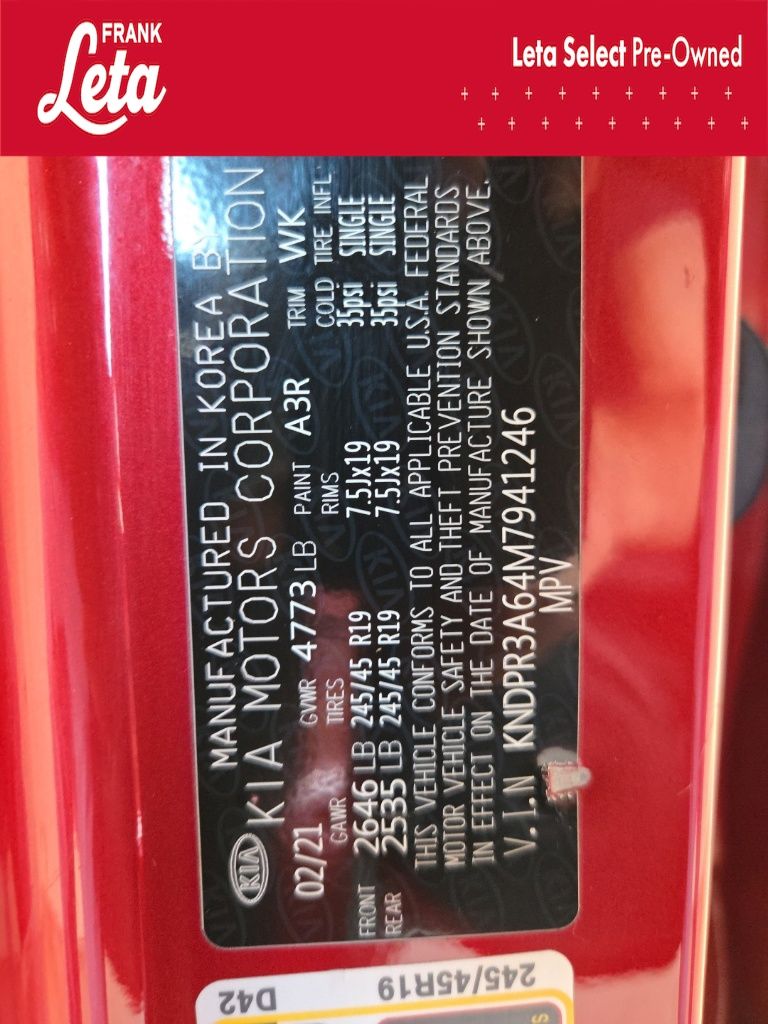 FRANK
Leta
Leta Select Pre-Owned
MANUFACTURED IN KOREA BY
KIA KIA MOTORS CORPORATION
02/21 GVWR 4773 LB PAINT A3R TRIM WK
GAWR TIRES RIMS COLD TIRE INFL.
FRONT 2646 LB 245/45 R19 7.5Jx19 35psi SINGLE
REAR 2535 LB 245/45 R19 7.5Jx19 35psi SINGLE
THIS VEHICLE CONFORMS TO ALL APPLICABLE U.S.A. FEDERAL
MOTOR VEHICLE SAFETY AND THEFT PREVENTION STANDARDS
IN EFFECT ON THE DATE OF MANUFACTURE SHOWN ABOVE.
V.I.N KNDPR3A64M7941246
MPV
245/45R19
D42